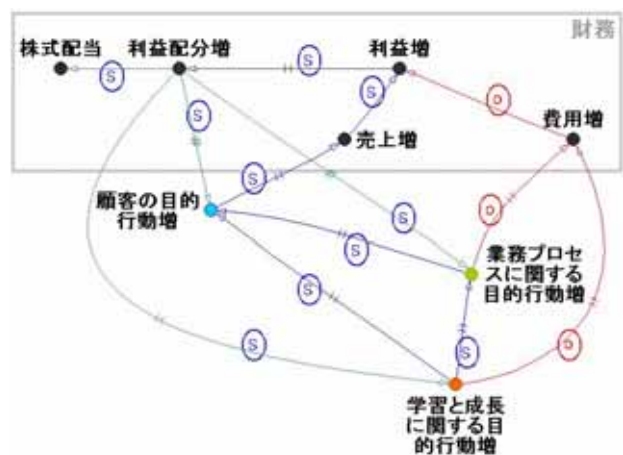 財務
株式配当
利益配分増
利益増
S
S
S
O
売上増
費用増
S
S
顧客の目的
行動増
S
O
S
業務プロセ
スに関する
目的行動増
S
S
S
O
学習と成長
に関する目
的行動増